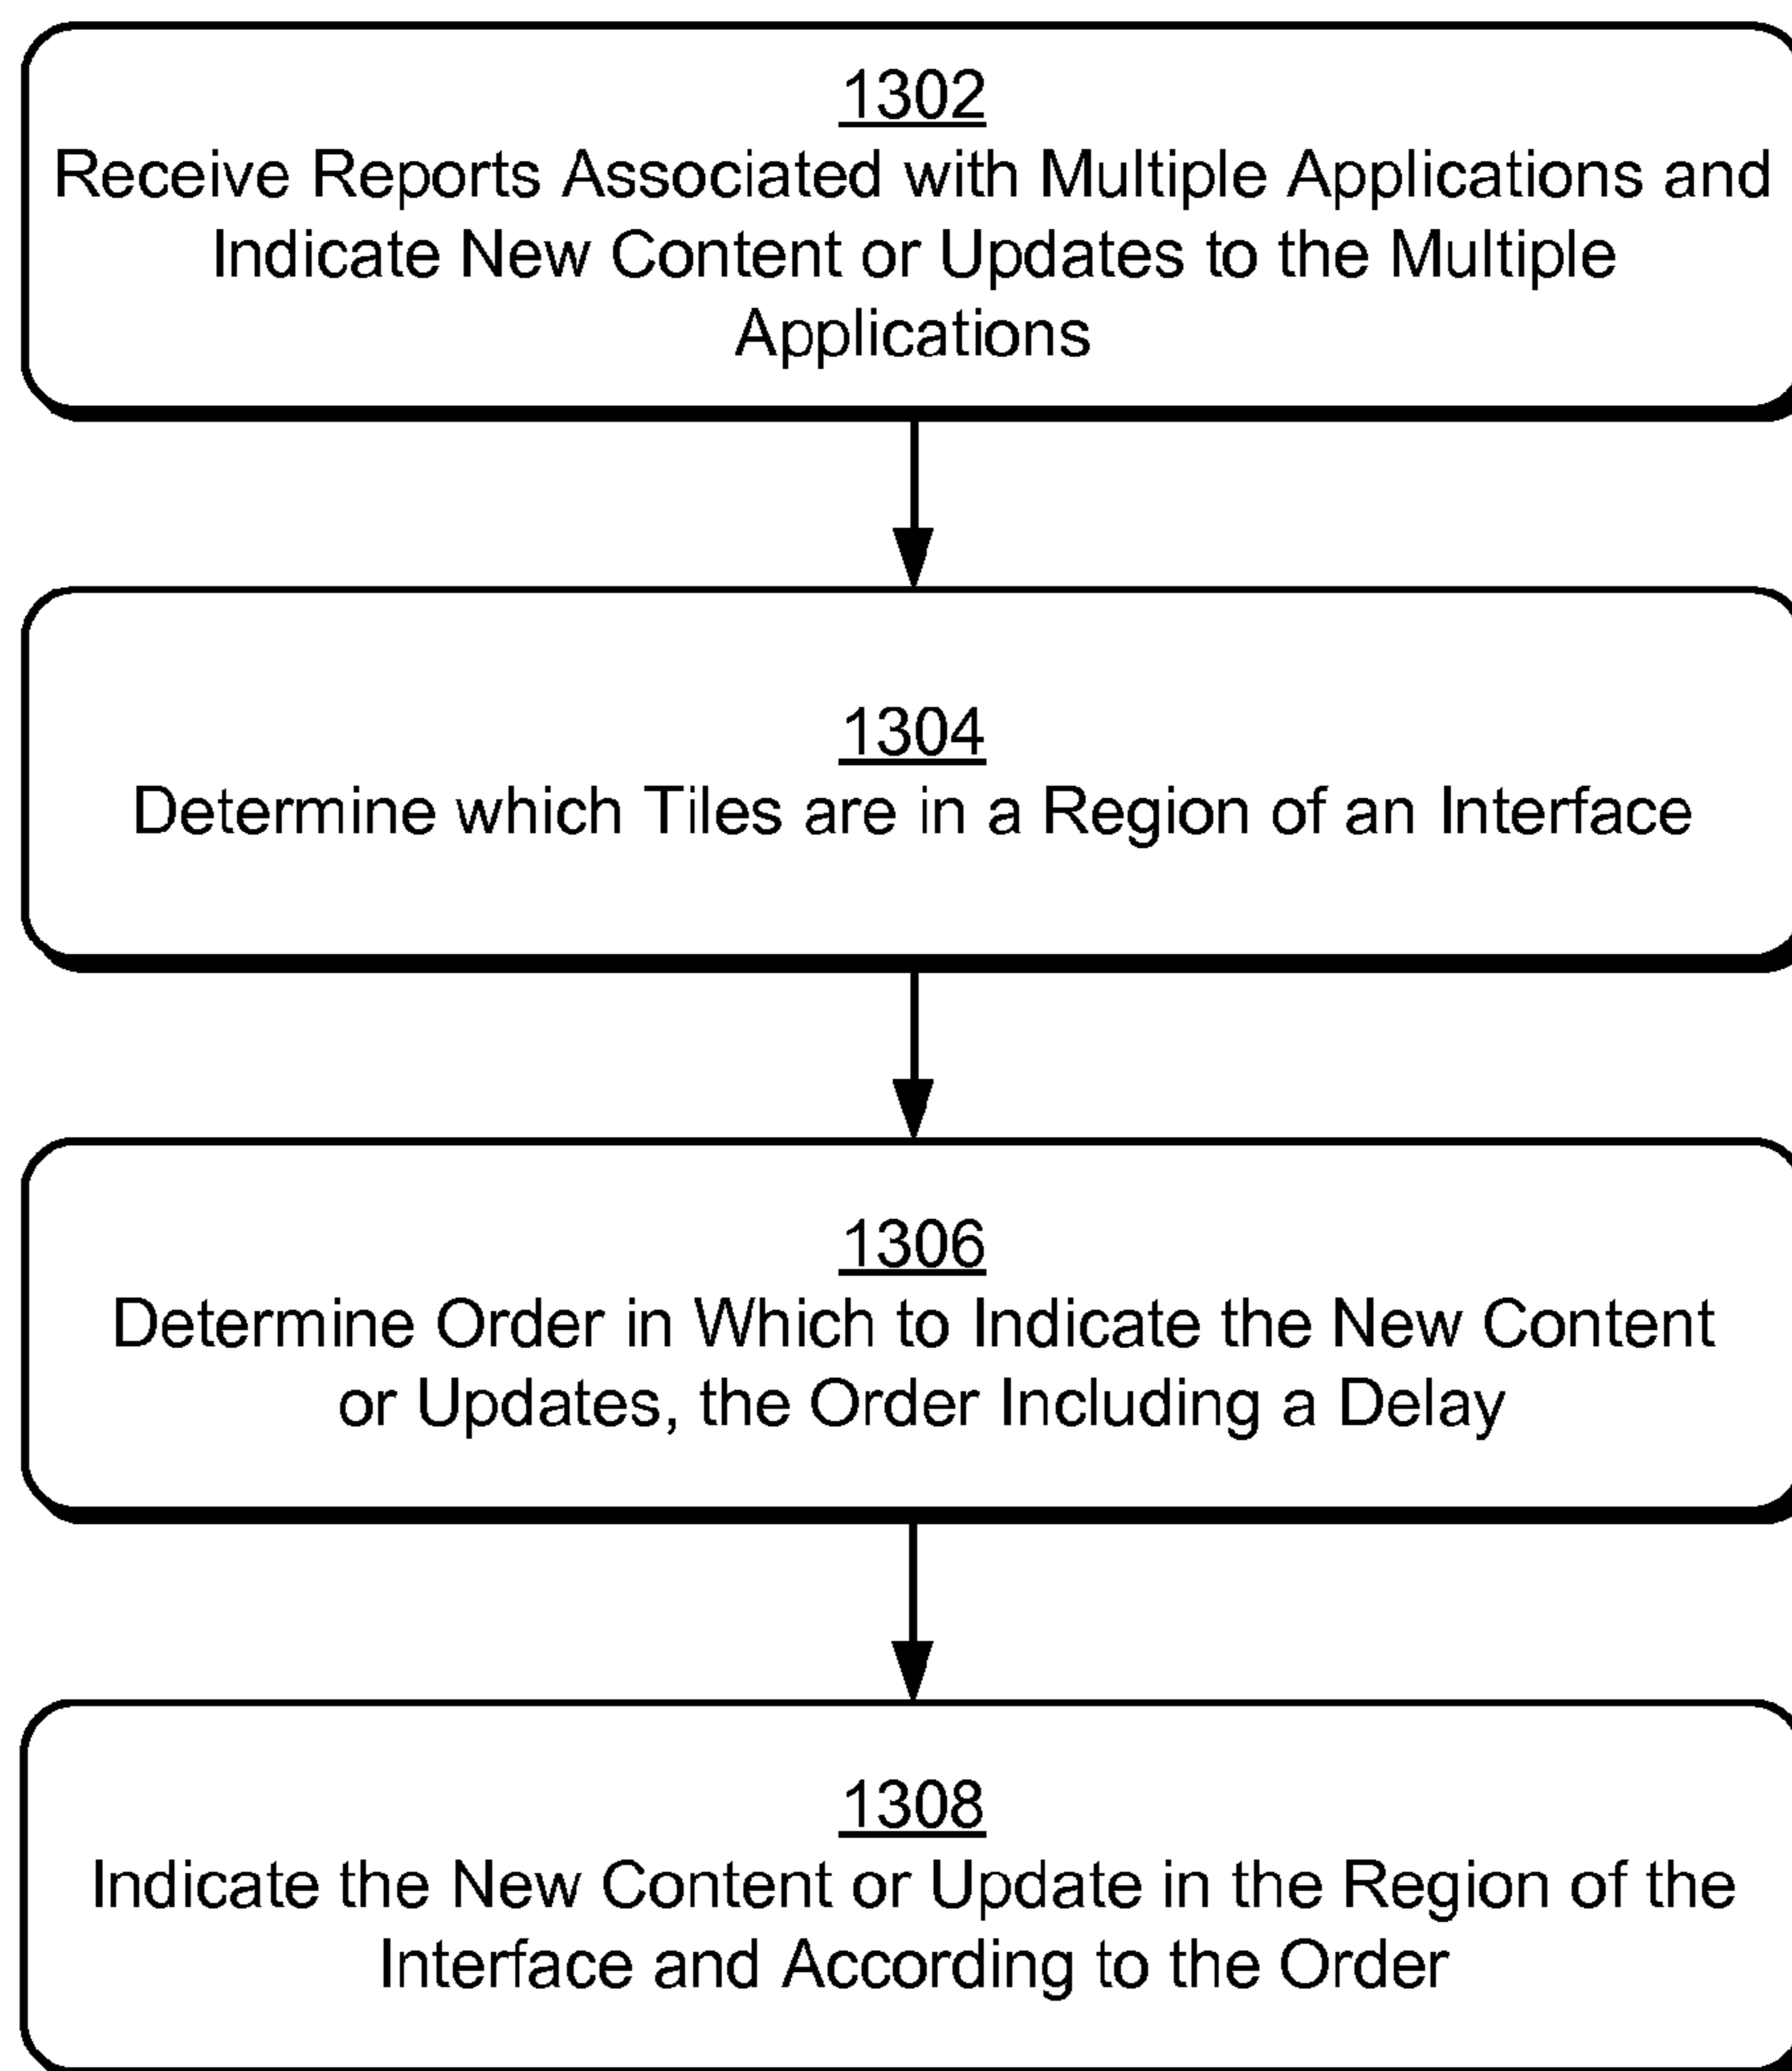 1302
Receive Reports Associated with Multiple Applications and
Indicate New Content or Updates to the Multiple
Applications
1304
Determine which Tiles are in a Region of an Interface
1306
Determine Order in Which to Indicate the New Content
or Updates, the Order Including a Delay
1308
Indicate the New Content or Update in the Region of the
Interface and According to the Order